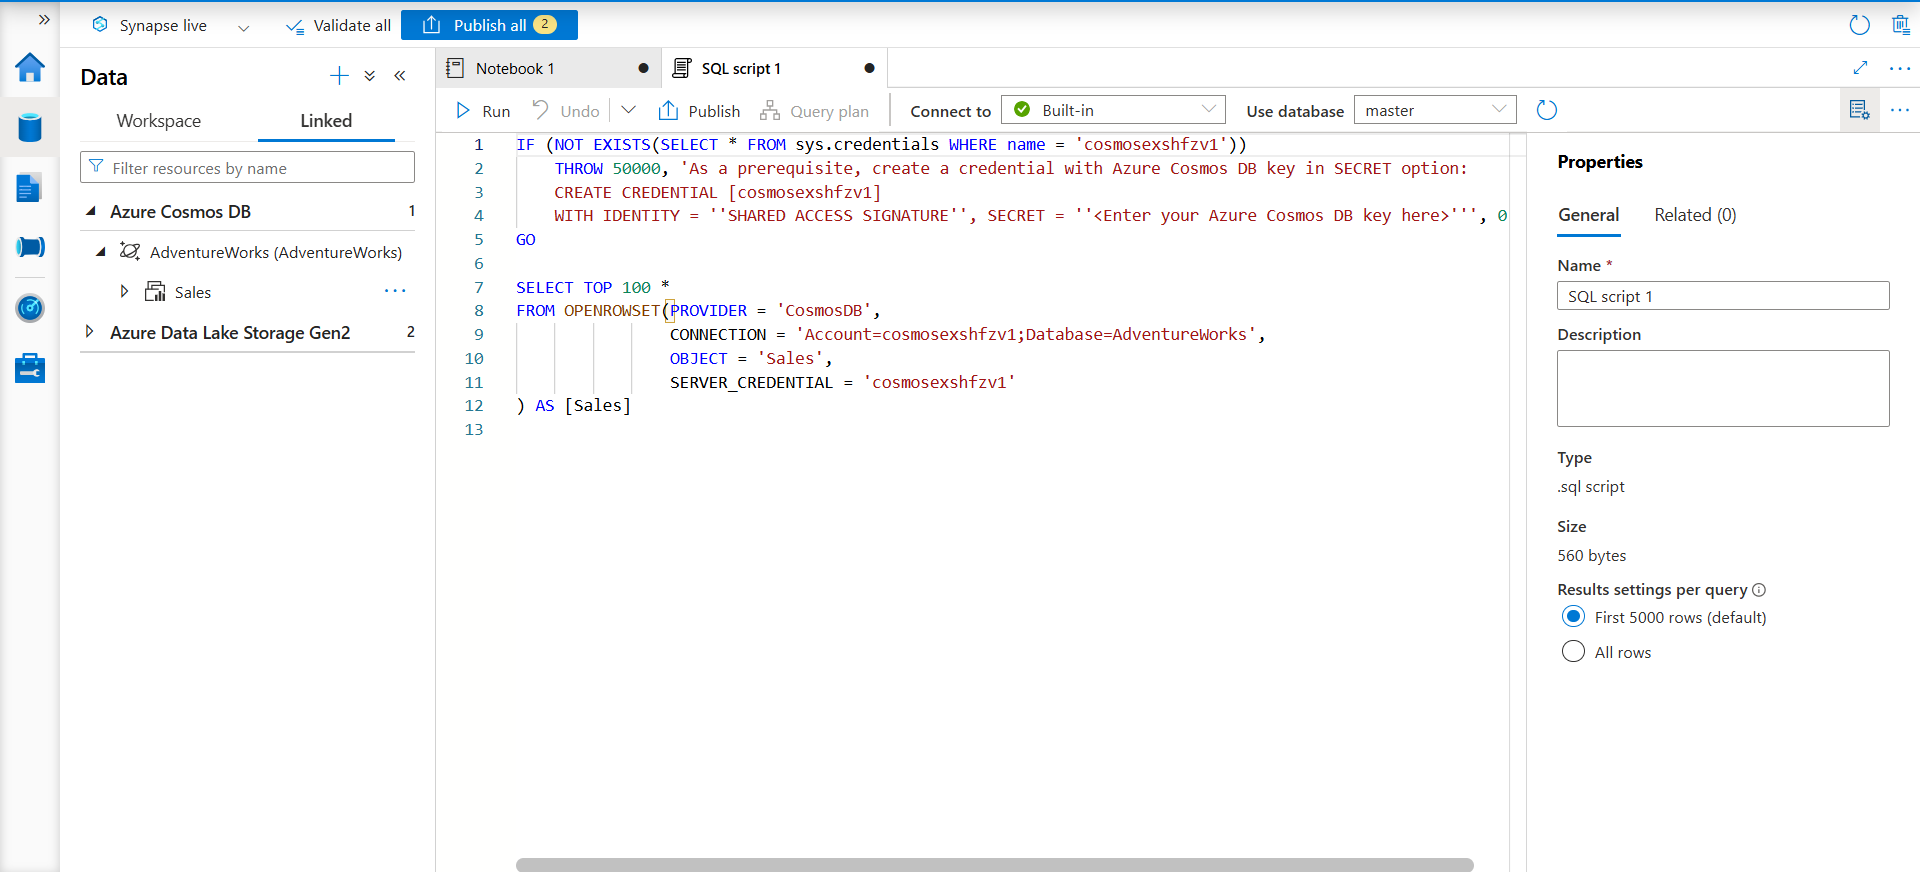 Synapse live
Validate all
Publish all 2
Data
Workspace
Linked
Filter resources by name
Azure Cosmos DB 1
AdventureWorks (AdventureWorks)
Sales
Azure Data Lake Storage Gen2 2
Notebook 1
SQL script 1
Run
Undo
Publish
Query plan
Connect to
Built-in
Use database
master
1 IF (NOT EXISTS(SELECT * FROM sys.credentials WHERE name = 'cosmosexshfzv1'))
2 THROW 50000, 'As a prerequisite, create a credential with Azure Cosmos DB key in SECRET option:
3 CREATE CREDENTIAL [cosmosexshfzv1]
4 WITH IDENTITY = ''SHARED ACCESS SIGNATURE'', SECRET = ''<Enter your Azure Cosmos DB key here>''', 0
5 GO
6
7 SELECT TOP 100 *
8 FROM OPENROWSET(PROVIDER = 'CosmosDB',
9 CONNECTION = 'Account=cosmosexshfzv1;Database=AdventureWorks',
10 OBJECT = 'Sales',
11 SERVER_CREDENTIAL = 'cosmosexshfzv1'
12 ) AS [Sales]
13
Properties
General
Related (0)
Name *
SQL script 1
Description
Type
.sql script
Size
560 bytes
Results settings per query
First 5000 rows (default)
All rows